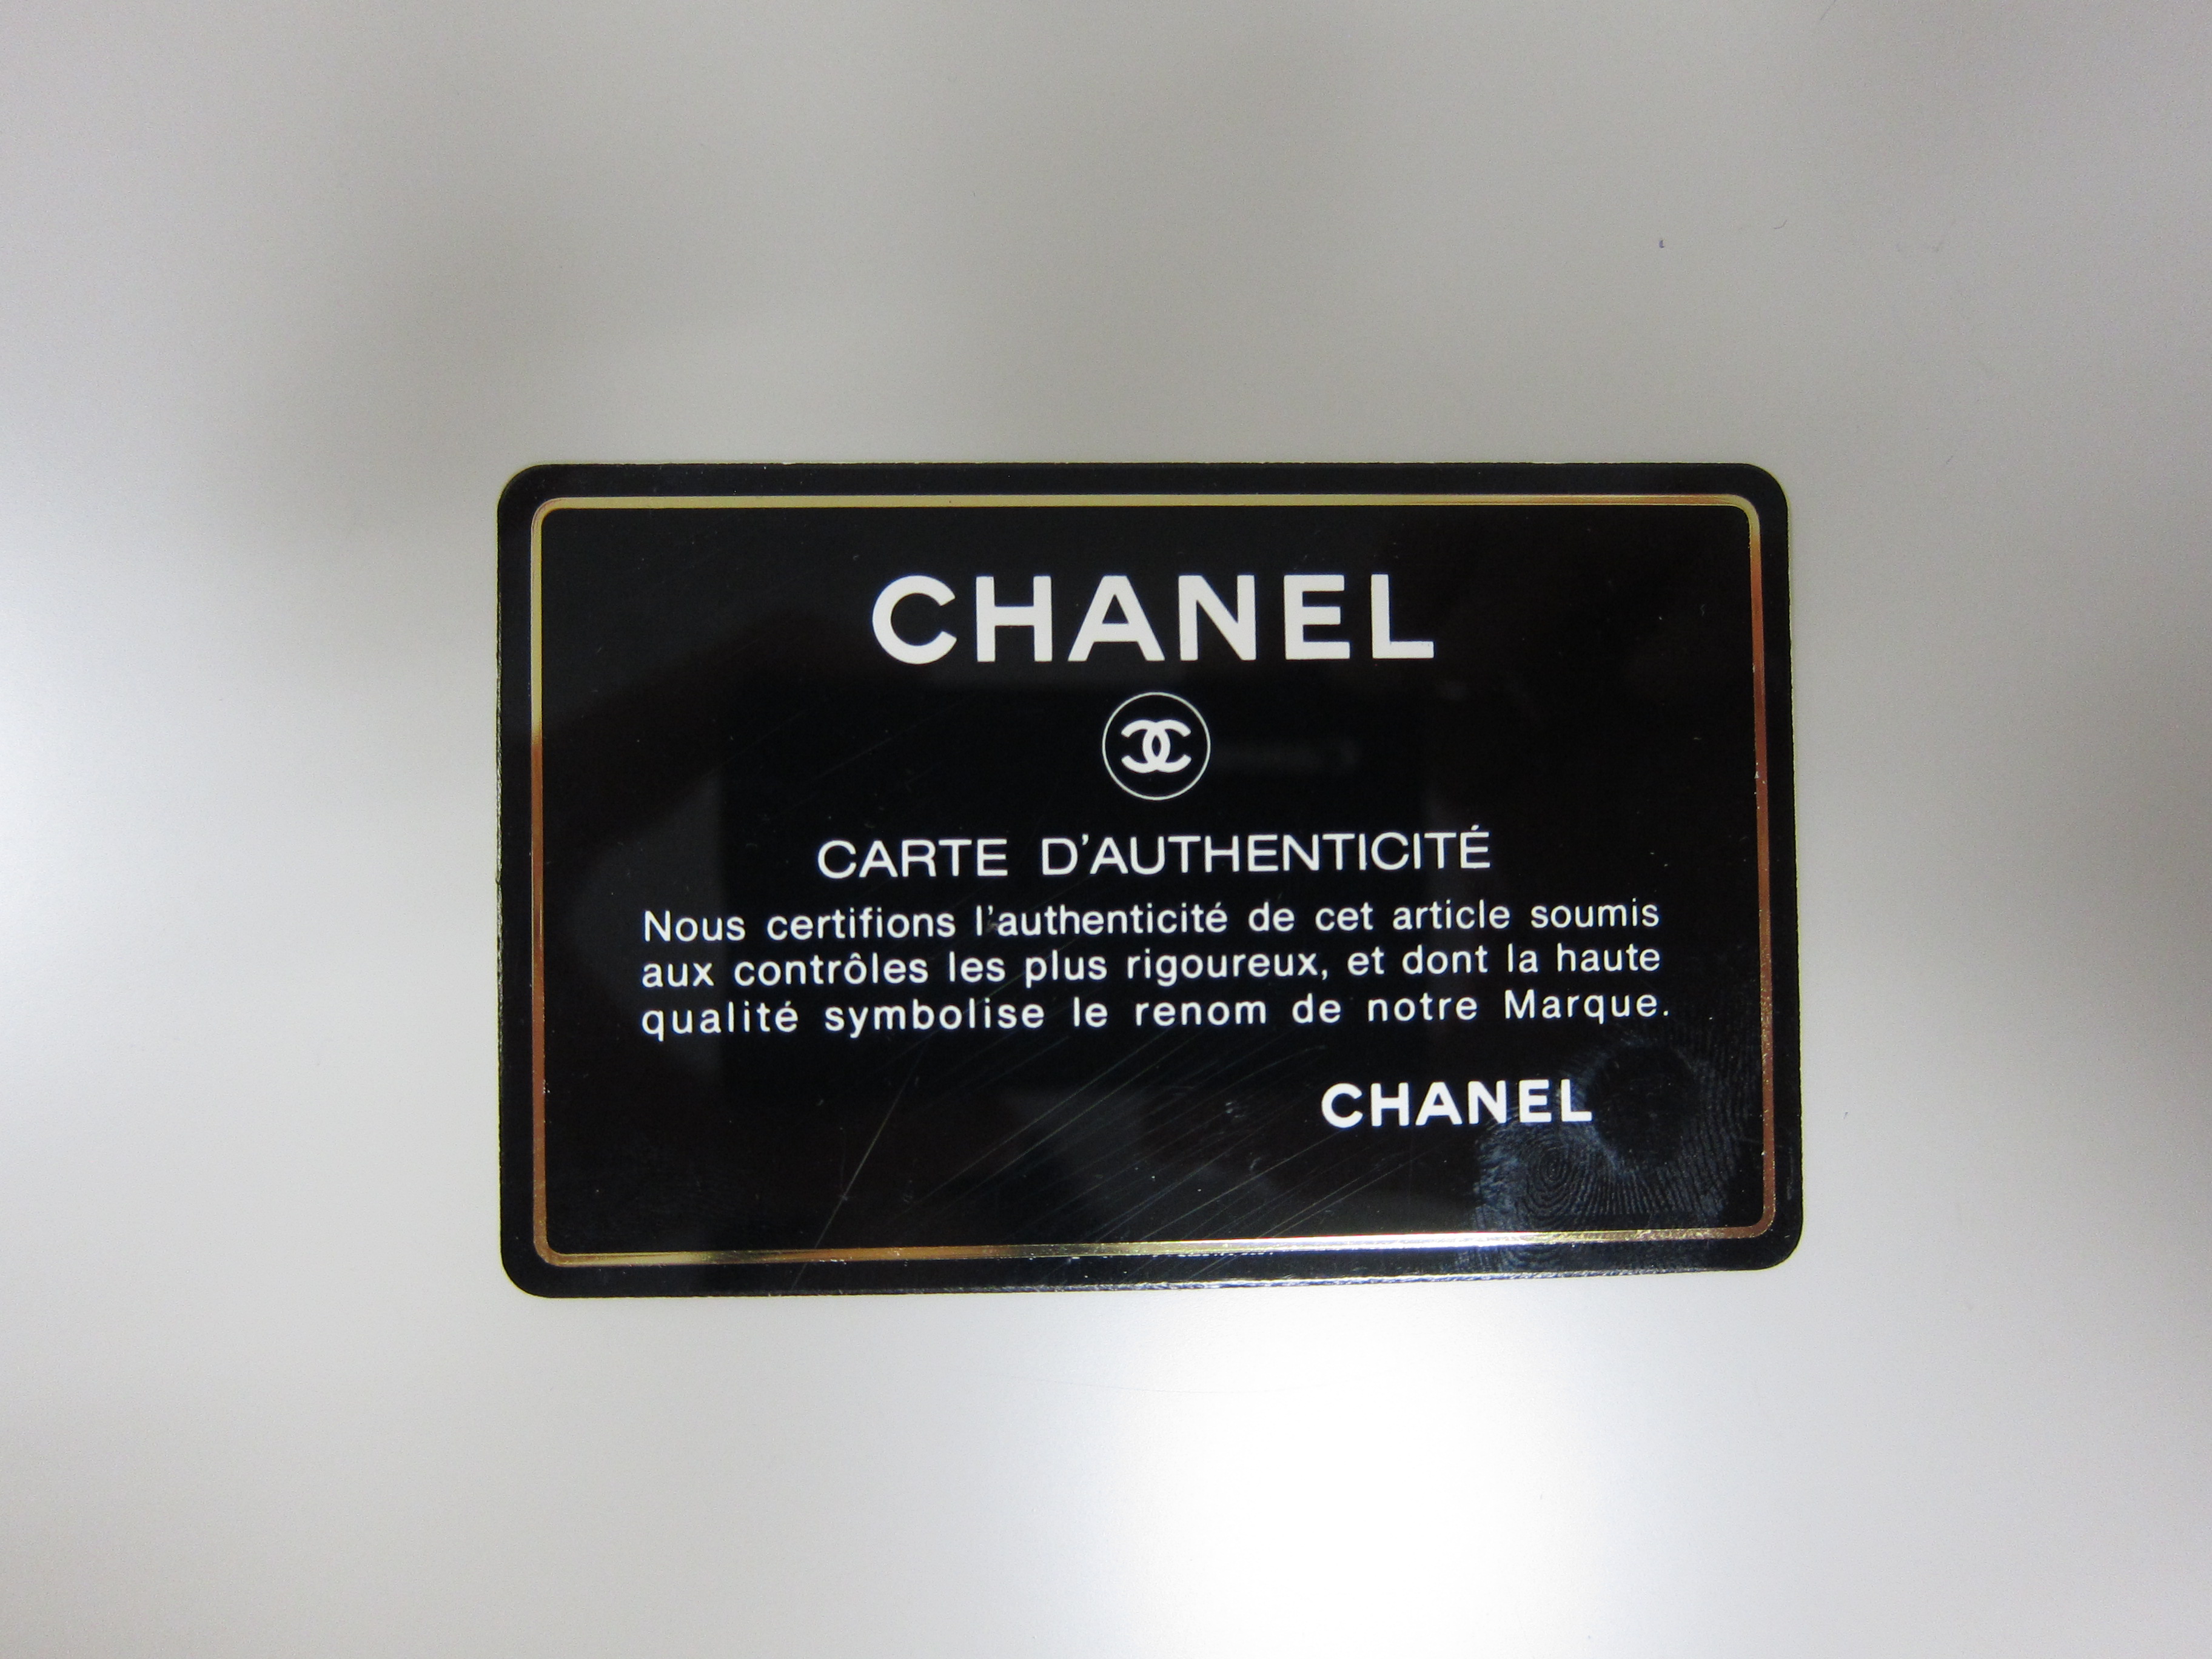 CHANEL
CARTE D'AUTHENTICITÉ
Nous certifions l'authenticité de cet article soumis
aux contrôles les plus rigoureux, et dont la haute
qualité symbolise le renom de notre Marque.
CHANEL